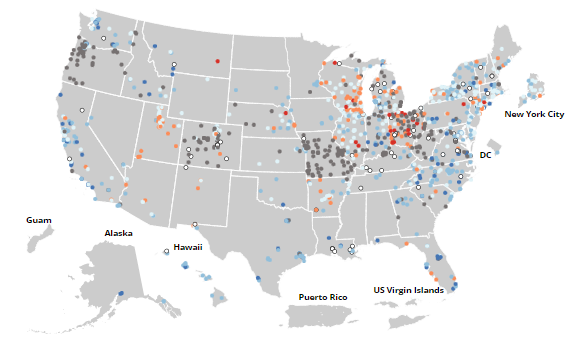 New York City
DC
Guam
Alaska
Hawaii
Puerto Rico
US Virgin Islands